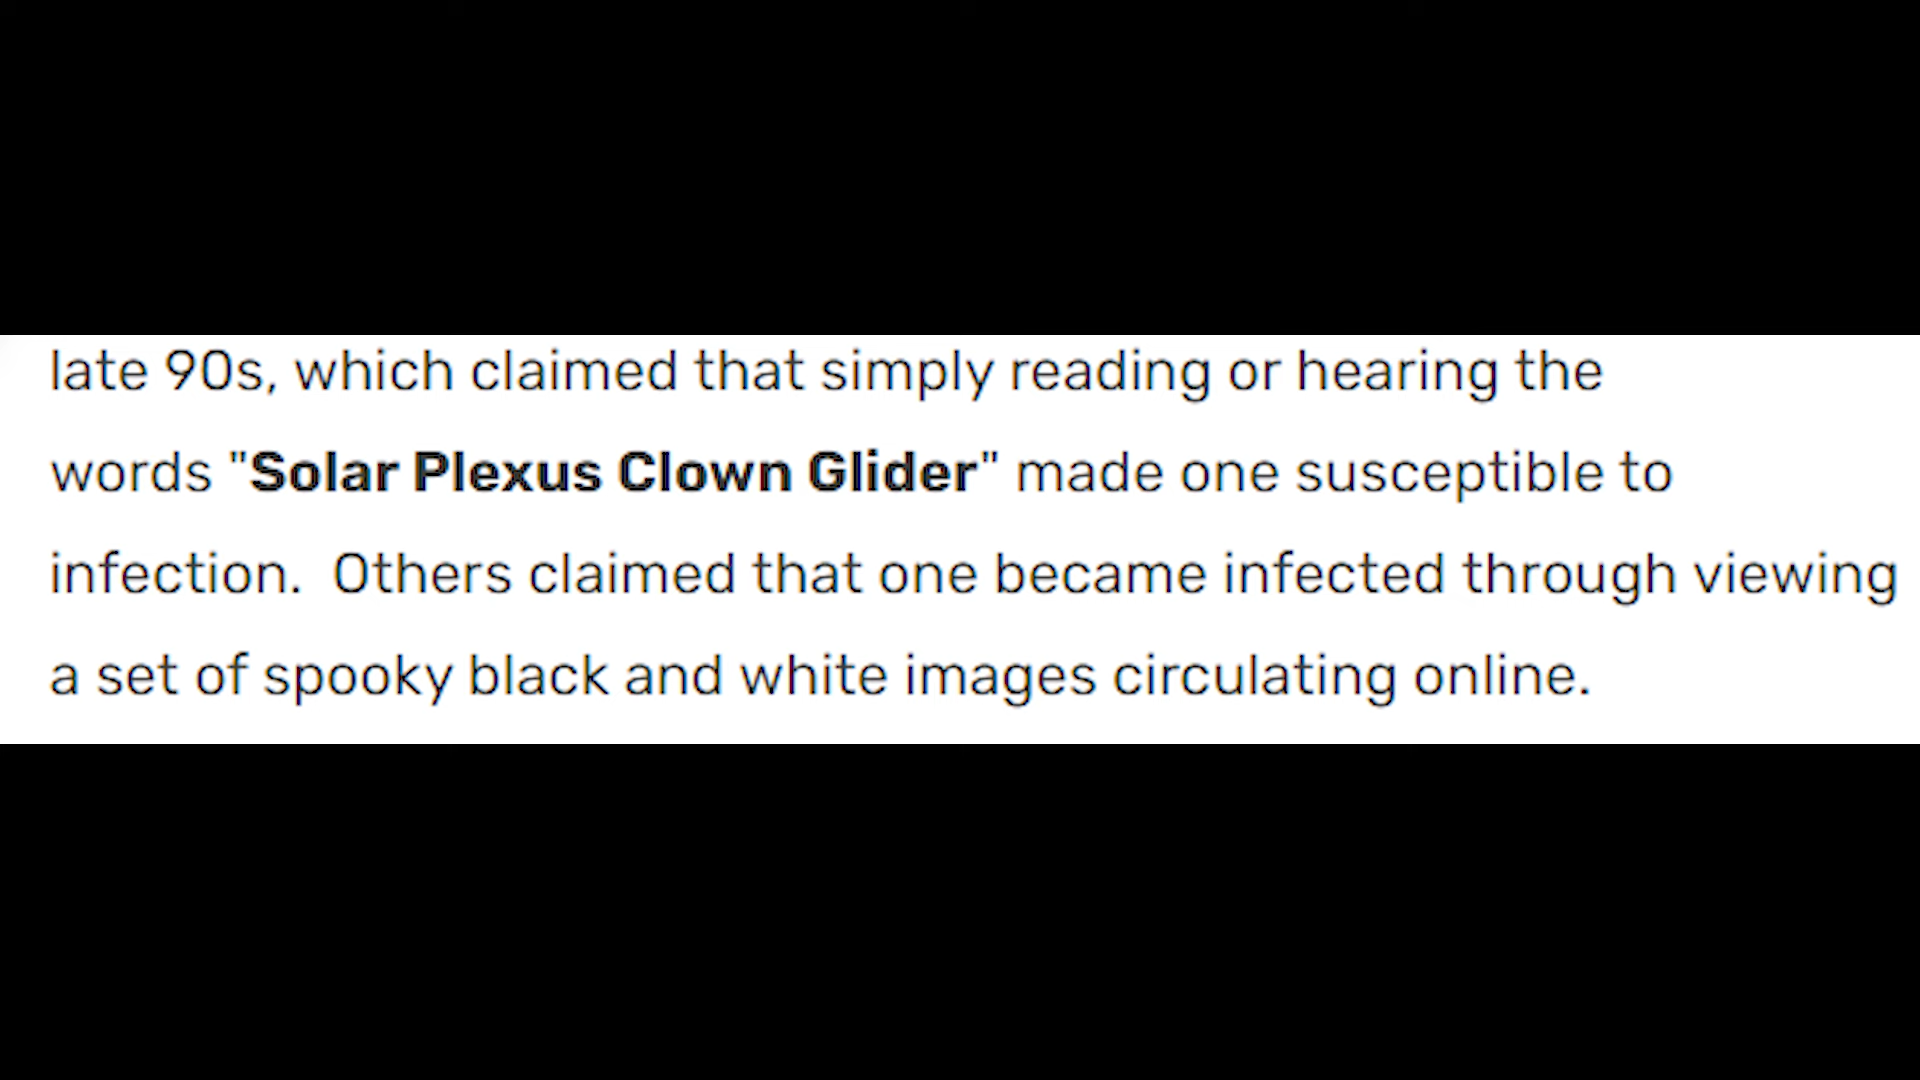 late 90s, which claimed that simply reading or hearing the
words "Solar Plexus Clown Glider" made one susceptible to
infection.  Others claimed that one became infected through viewing
a set of spooky black and white images circulating online.